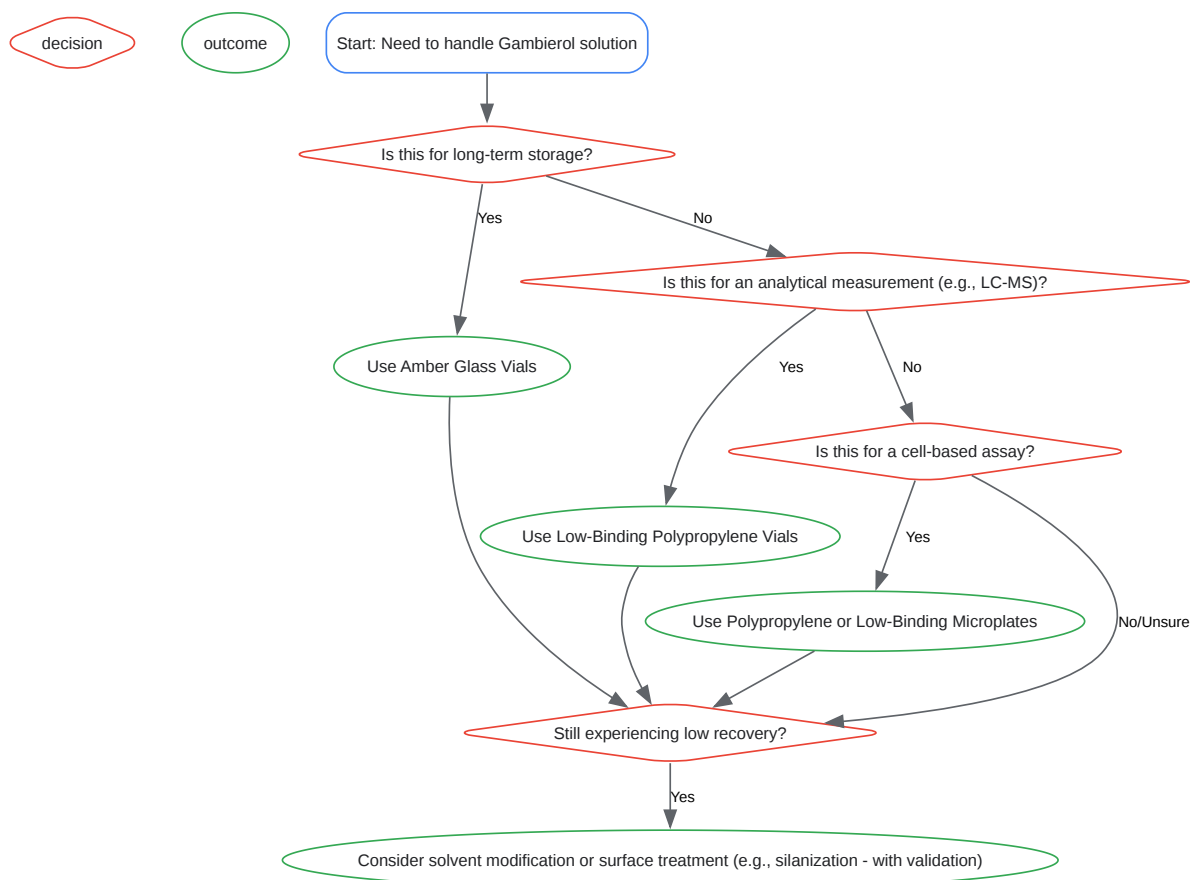 decision
outcome
Start: Need to handle Gambierol solution
Is this for long-term storage?
Yes
No
Is this for an analytical measurement (e.g., LC-MS)?
Use Amber Glass Vials
Yes
No
Is this for a cell-based assay?
Use Low-Binding Polypropylene Vials
Yes
Use Polypropylene or Low-Binding Microplates
No/Unsure
Still experiencing low recovery?
Yes
Consider solvent modification or surface treatment (e.g., silanization - with validation)